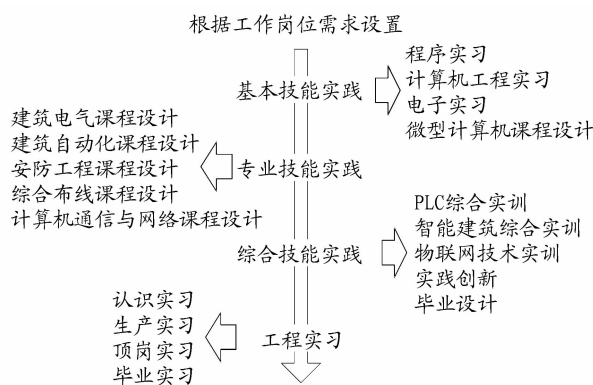 根据工作岗位需求设置
基本技能实践
程序实习
计算机工程实习
电子实习
微型计算机课程设计
建筑电气课程设计
建筑自动化课程设计
安防工程课程设计
综合布线课程设计
计算机通信与网络课程设计
专业技能实践
综合技能实践
PLC综合实训
智能建筑综合实训
物联网技术实训
实践创新
毕业设计
认识实习
生产实习
顶岗实习
毕业实习
工程实习